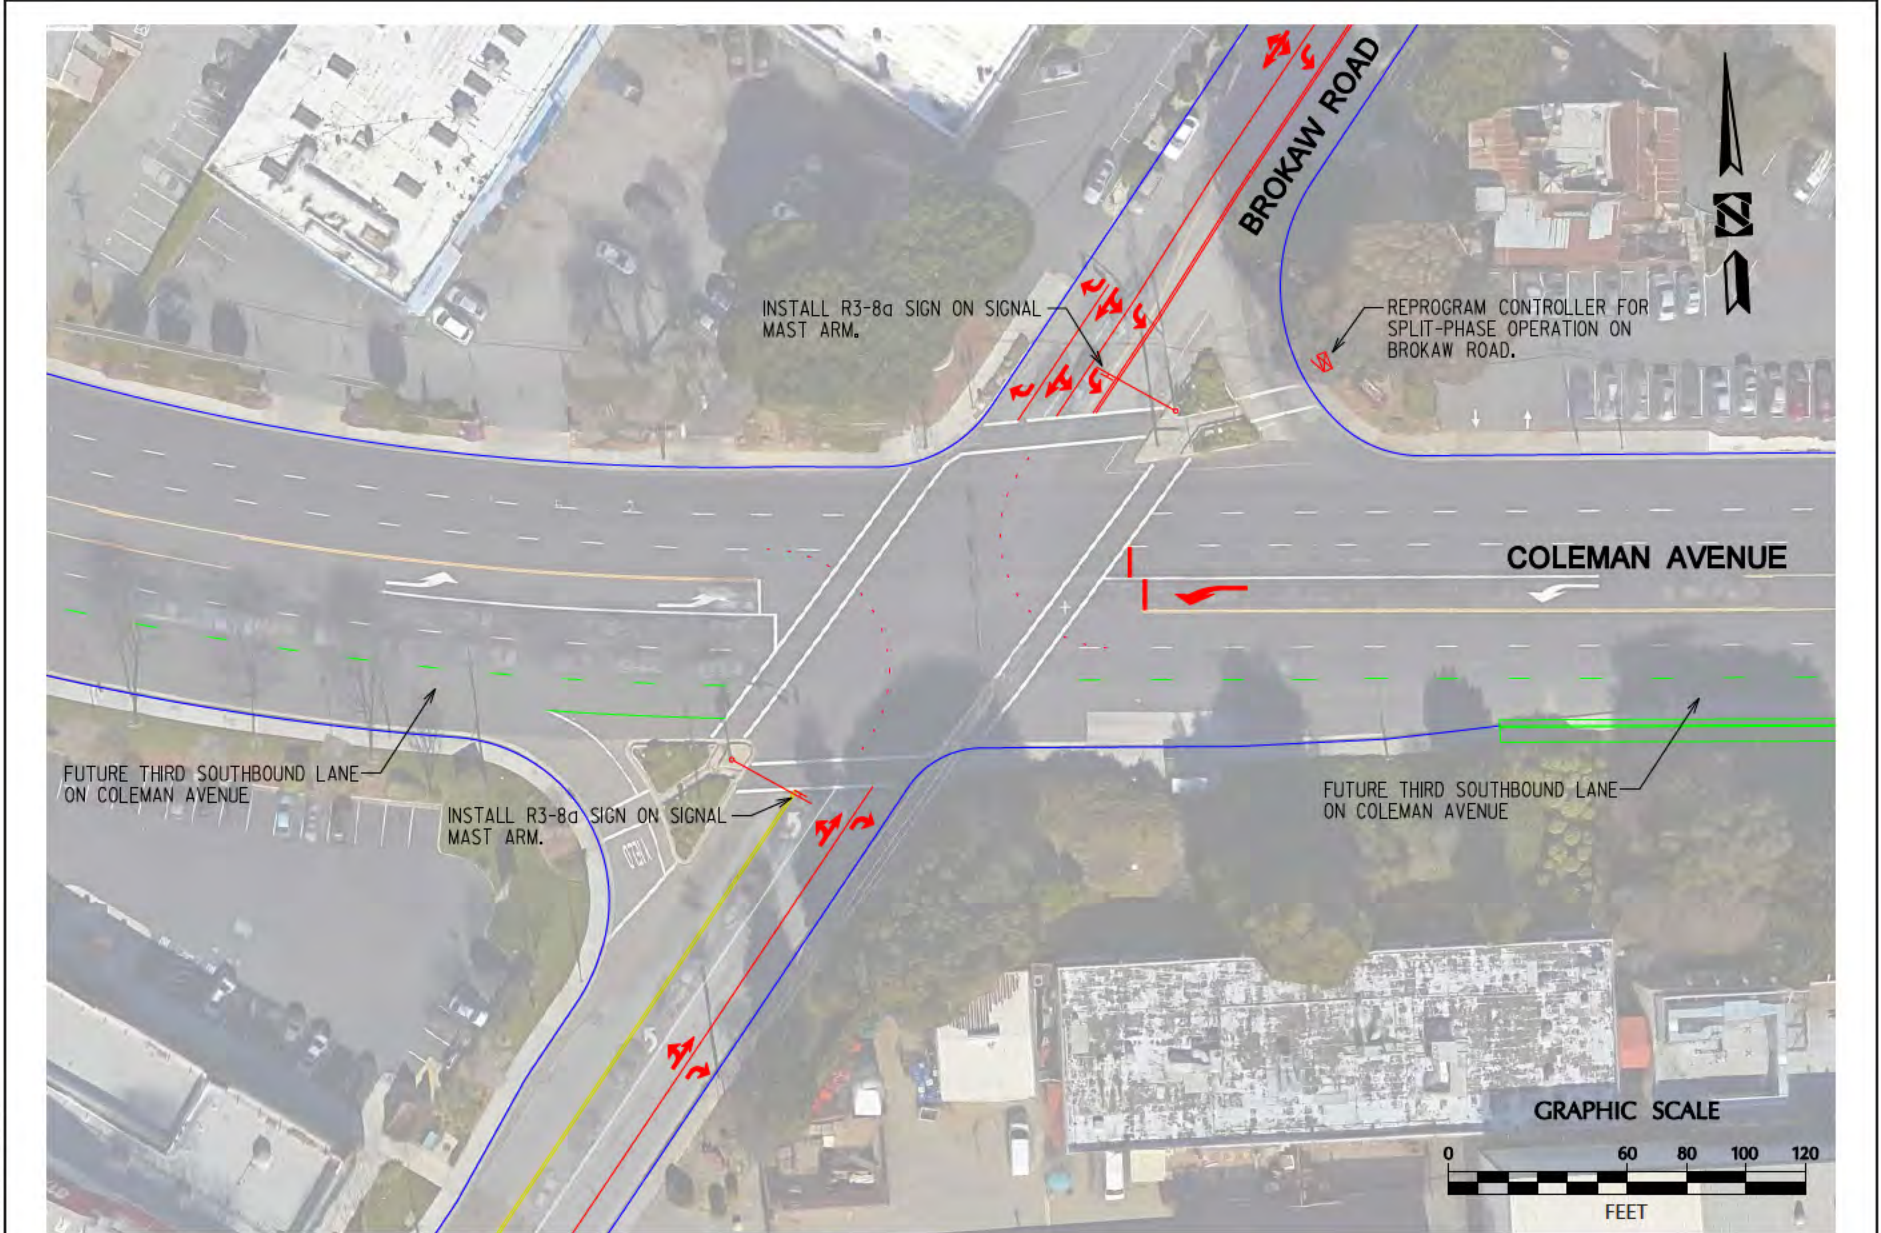 BROKAW ROAD
N
INSTALL R3-8a SIGN ON SIGNAL
MAST ARM.
REPROGRAM CONTROLLER FOR
SPLIT-PHASE OPERATION ON
BROKAW ROAD.
COLEMAN AVENUE
FUTURE THIRD SOUTHBOUND LANE
ON COLEMAN AVENUE
INSTALL R3-8a SIGN ON SIGNAL
MAST ARM.
FUTURE THIRD SOUTHBOUND LANE
ON COLEMAN AVENUE
YIELD
GRAPHIC SCALE
0 60 80 100 120
FEET